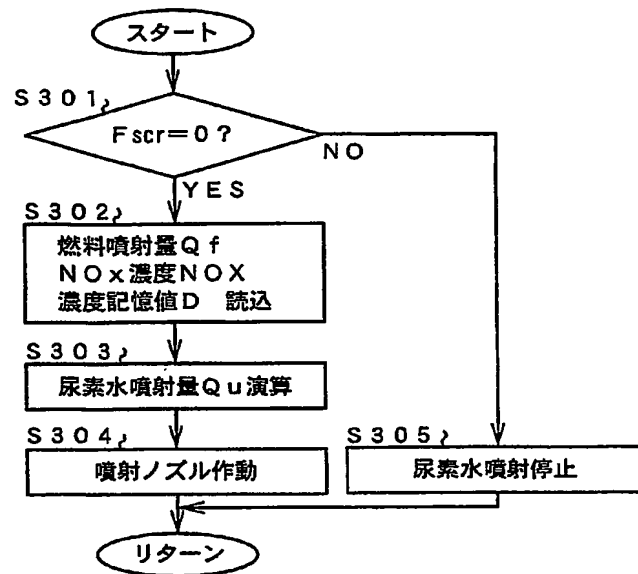 スタート
S301
Fscr=0?
NO
YES
S302
燃料噴射量Qf
NOx濃度NOX
濃度記憶値D 読込
S303
尿素水噴射量Qu演算
S304
噴射ノズル作動
S305
尿素水噴射停止
リターン